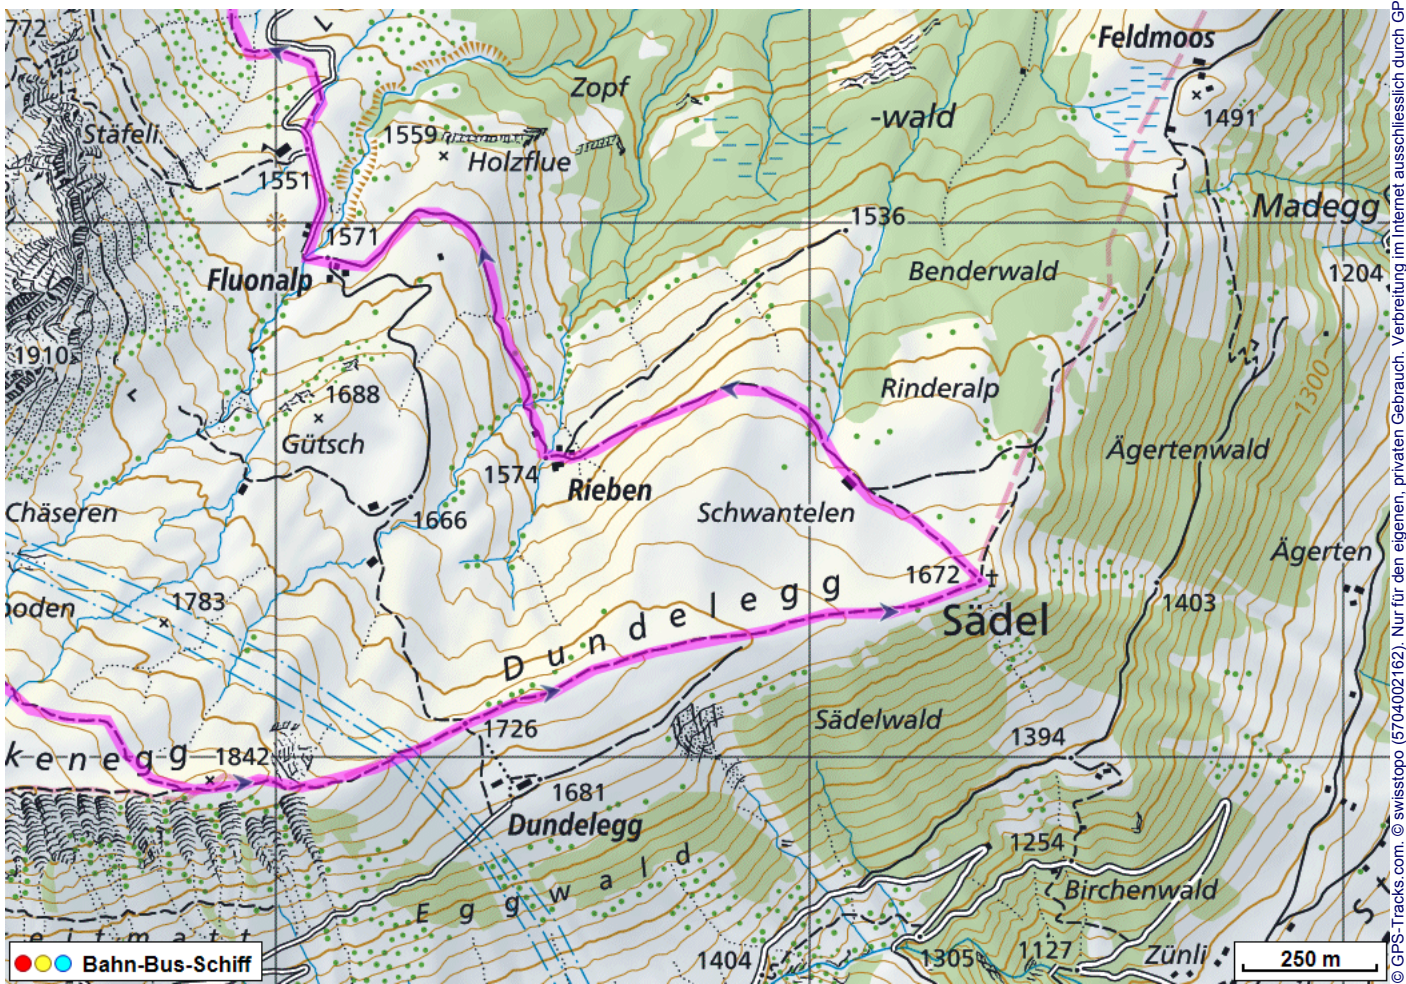 772
Feldmoos
Zopf
-wald
1491
Stäfeli
1559
Holzflue
1551
Madegg
1536
1571
Benderwald
1204
Fluonalp
1910
1688
Rinderalp
1300
Gütsch
Ägertenwald
1574
Rieben
Chäseren
1666
Schwantelen
Ägerten
1672
1783
boden
1403
Dundelegg
Sädel
Sädelwald
1726
1394
kenegg
1842
1681
Dundelegg
1254
Eggwald
Birchenwald
1404
1305
1127
Zünli
Bahn-Bus-Schiff
250 m
© GPS-Tracks.com. © swisstopo (5704002162). Nur für den eigenen, privaten Gebrauch. Verbreitung im Internet ausschliesslich durch GP